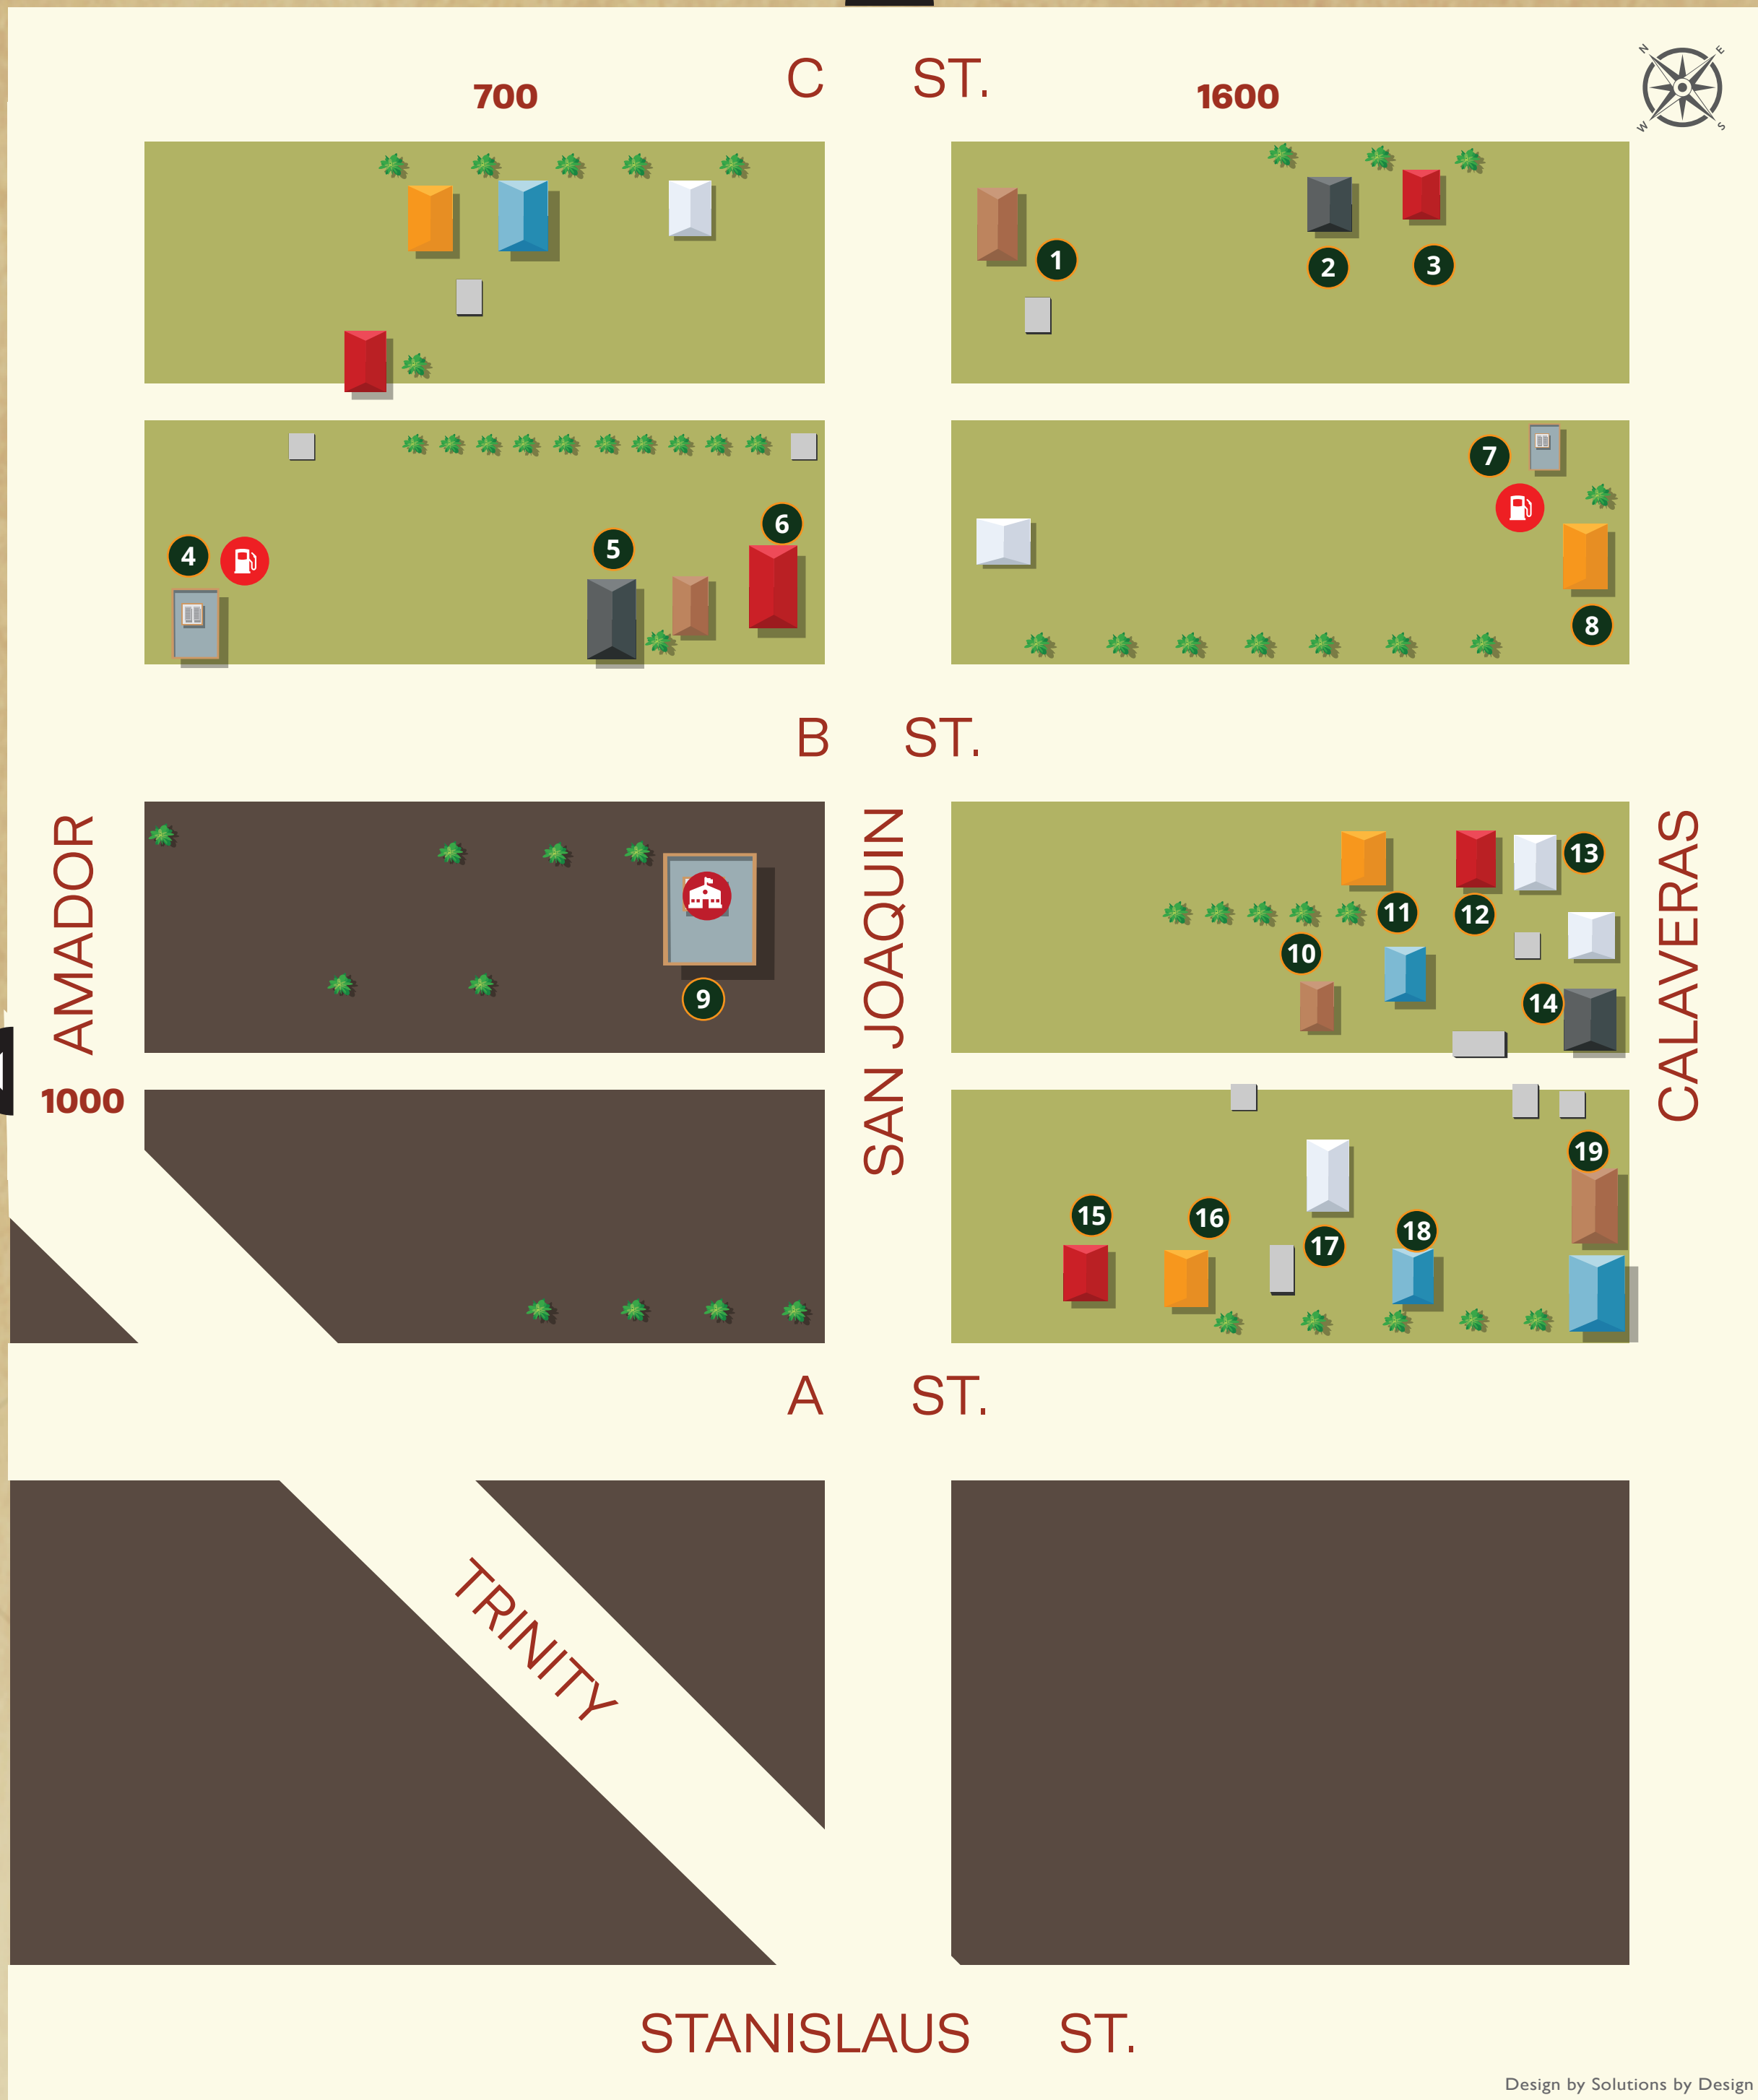 C ST.
700
1600
N
E
W
S
1
2
3
4
5
6
7
8
B ST.
AMADOR
SAN JOAQUIN
CALAVERAS
9
10
11
12
13
14
1000
15
16
17
18
19
A ST.
TRINITY
STANISLAUS ST.
Design by Solutions by Design